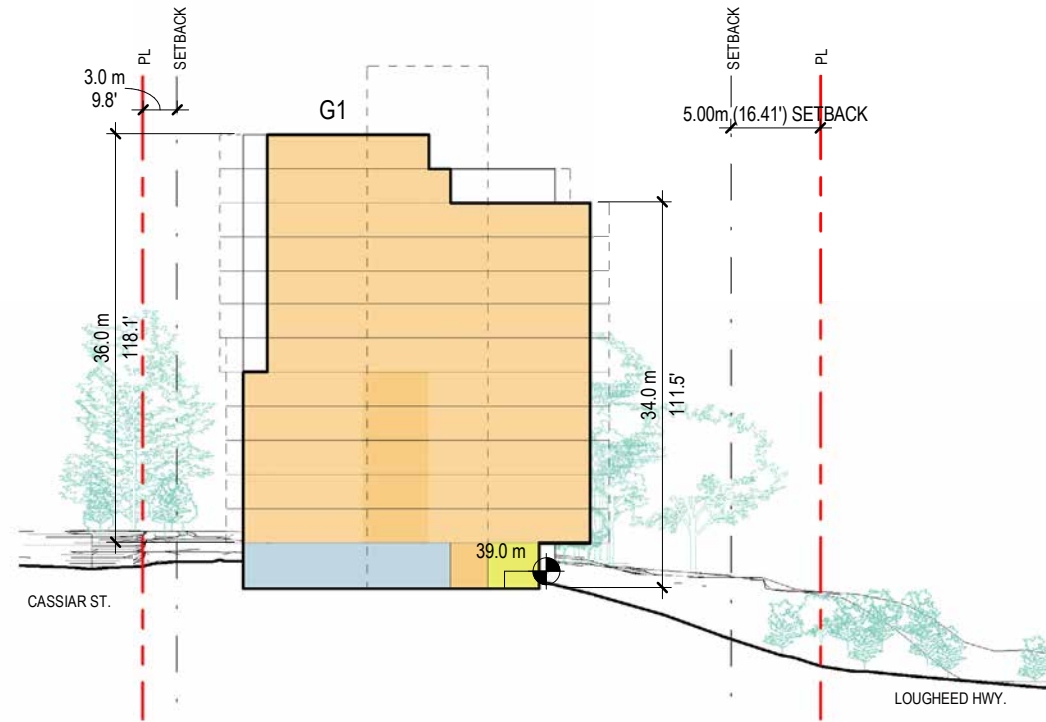 PL
SETBACK
3.0 m
9.8'
G1
SETBACK
PL
5.00m (16.41') SETBACK
36.0 m
118.1'
34.0 m
111.5'
39.0 m
CASSIAR ST.
LOUGHEED HWY.